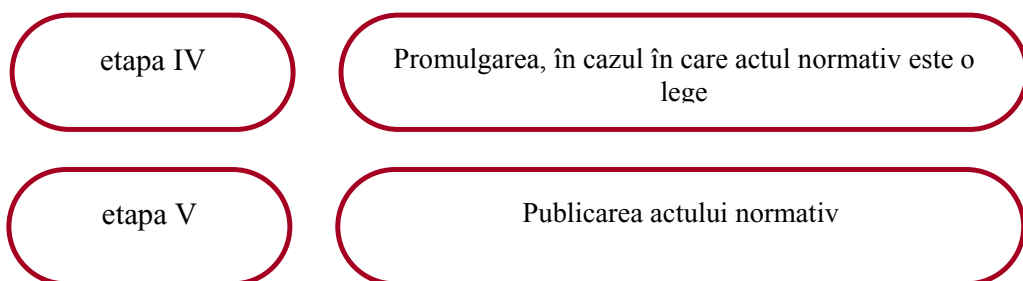 etapa IV
Promulgarea, în cazul în care actul normativ este o
lege
etapa V
Publicarea actului normativ